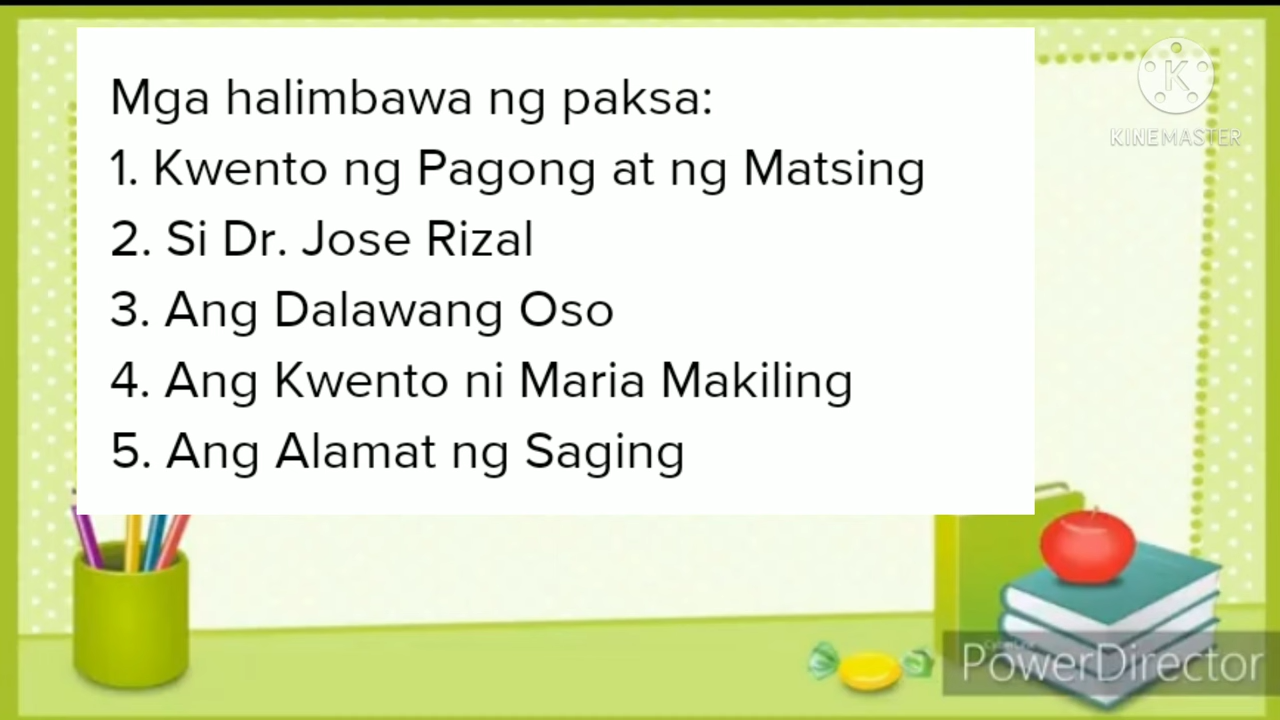 Mga halimbawa ng paksa:
1. Kwento ng Pagong at ng Matsing
2. Si Dr. Jose Rizal
3. Ang Dalawang Oso
4. Ang Kwento ni Maria Makiling
5. Ang Alamat ng Saging
K
KINEMASTER
PowerDirector